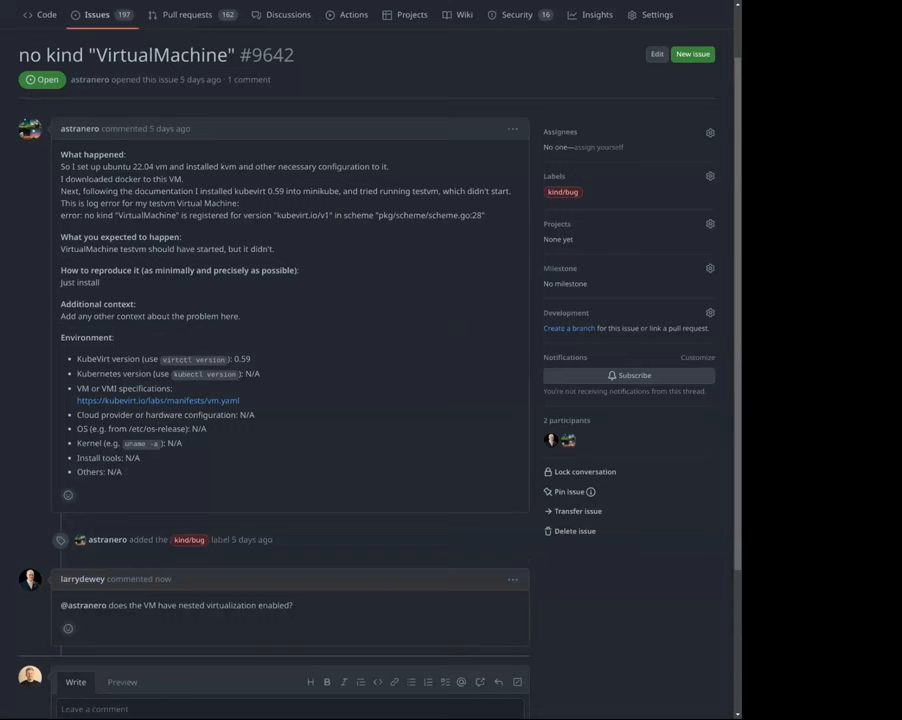 Code
Issues 197
Pull requests 162
Discussions
Actions
Projects
Wiki
Security 16
Insights
Settings
no kind "VirtualMachine" #9642
Edit
New issue
Open
astranero opened this issue 5 days ago · 1 comment
astranero commented 5 days ago
What happened:
So I set up ubuntu 22.04 vm and installed kvm and other necessary configuration to it.
I downloaded docker to this VM.
Next, following the documentation I installed kubevirt 0.59 into minikube, and tried running testvm, which didn't start.
This is log error for my testvm Virtual Machine:
error: no kind "VirtualMachine" is registered for version "kubevirt.io/v1" in scheme "pkg/scheme/scheme.go:28"
What you expected to happen:
VirtualMachine testvm should have started, but it didn't.
How to reproduce it (as minimally and precisely as possible):
Just install
Additional context:
Add any other context about the problem here.
Environment:
• KubeVirt version (use virtctl version): 0.59
• Kubernetes version (use kubectl version): N/A
• VM or VMI specifications:
https://kubevirt.io/labs/manifests/vm.yaml
• Cloud provider or hardware configuration: N/A
• OS (e.g. from /etc/os-release): N/A
• Kernel (e.g. uname -a): N/A
• Install tools: N/A
• Others: N/A
astranero added the kind/bug label 5 days ago
larrydewey commented now
@astranero does the VM have nested virtualization enabled?
Write
Preview
Leave a comment
Assignees
No one—assign yourself
Labels
kind/bug
Projects
None yet
Milestone
No milestone
Development
Create a branch for this issue or link a pull request.
Notifications
Customize
Subscribe
You're not receiving notifications from this thread.
2 participants
Lock conversation
Pin issue
Transfer issue
Delete issue